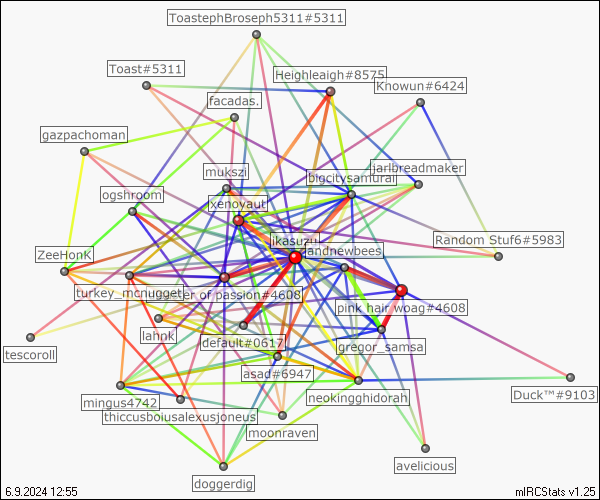 ToastephBroseph5311#5311
Toast#5311
Heighleaigh#8575
Knowun#6424
facadas.
gazpachoman
mukszi
jarlbreadmaker
bigcitysamurai
ogshroom
xenoyaut
jikasuzu
andnewbees
Random Stuf6#5983
ZeeHonK
turkey_mcnugget
er of passion#4608
pink hair woag#4608
lahnk
default#0617
gregor_samsa
tescoroll
asad#6947
mingus4742
neokingghidorah
Duck™#9103
thiccsboiusalexusjoneus
moonraven
avelicious
doggerdig
6.9.2024 12:55
mIRCStats v1.25